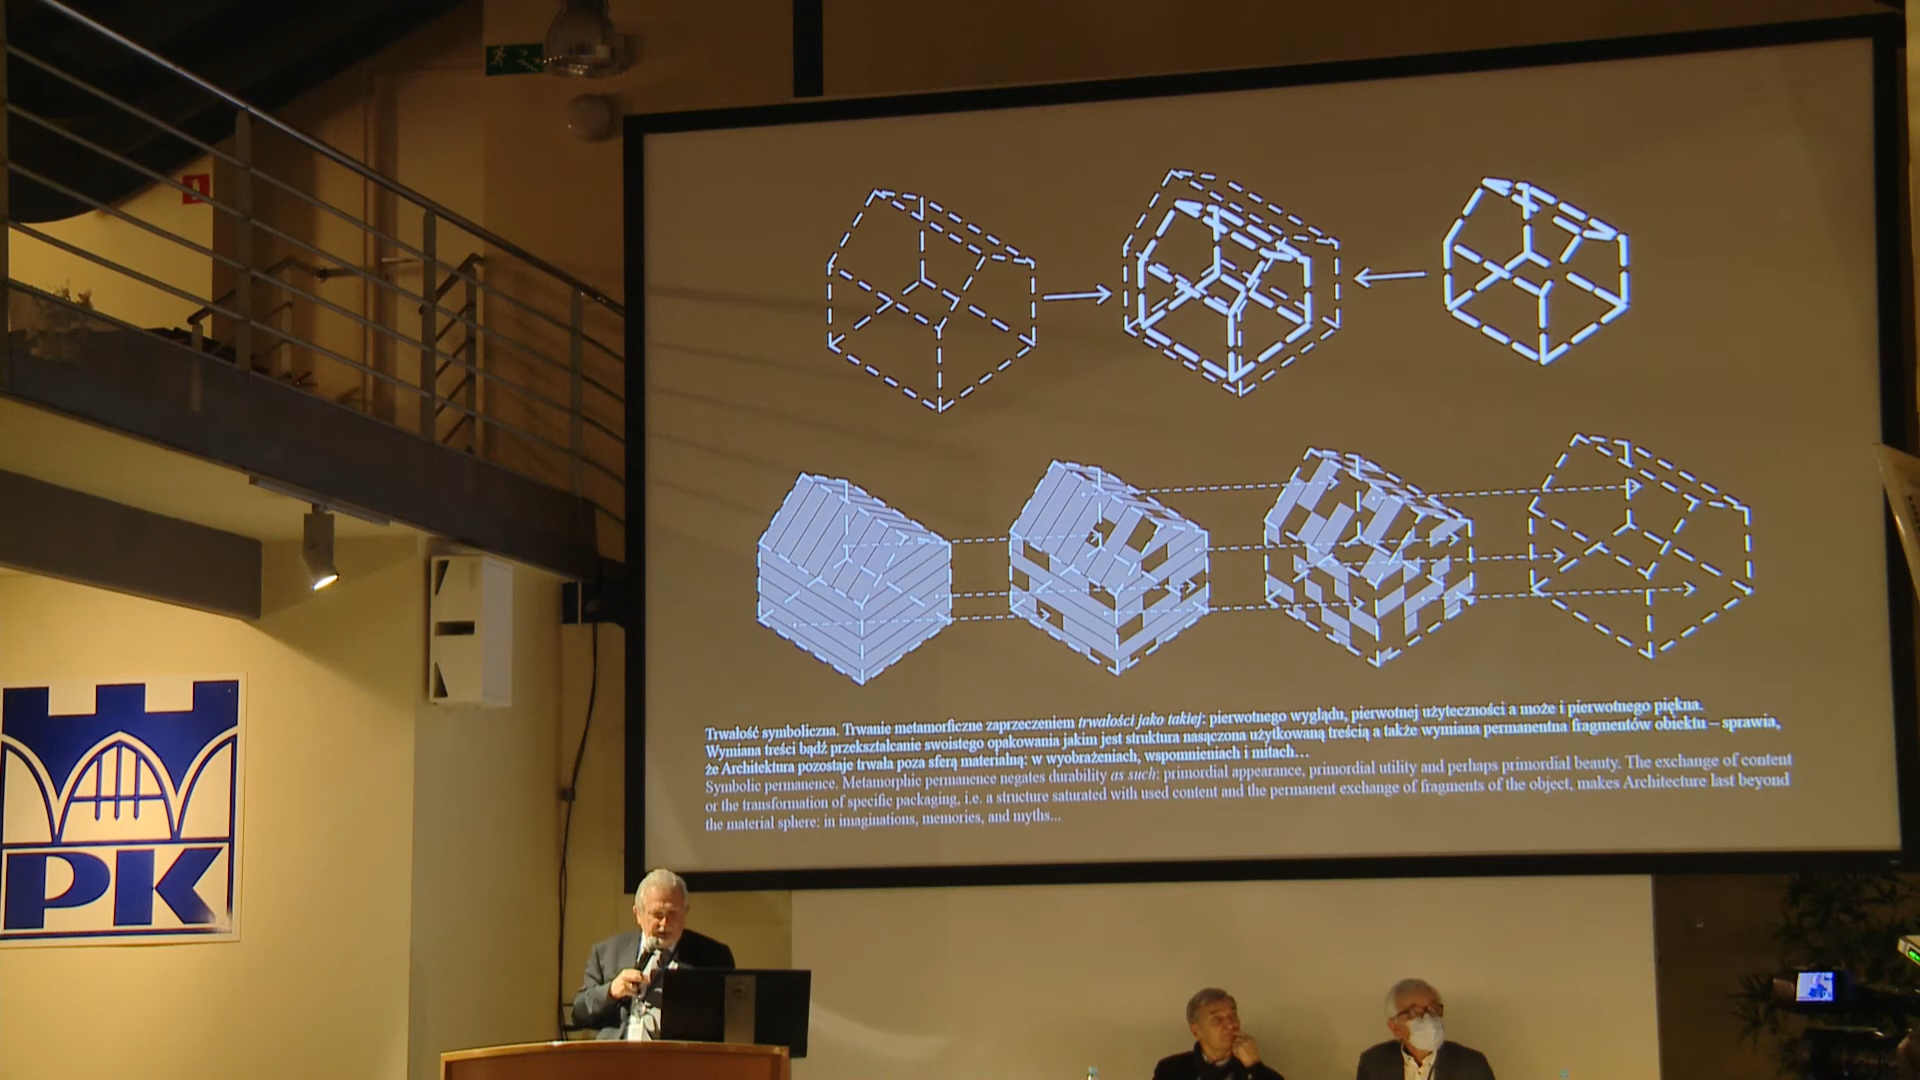 Trwałość symboliczna. Trwanie metamorficzne zaprzeczeniem trwałości jako takiej: pierwotnego wyglądu, pierwotnej użyteczności a może i pierwotnego piękna.
Wymiana treści bądź przekształcanie swoistego opakowania jakim jest struktura nasączona użytkowaną treścią a także wymiana permanentna fragmentów obiektu – sprawia,
że Architektura pozostaje trwała poza sferą materialną: w wyobrażeniach, wspomnieniach i mitach...
Symbolic permanence. Metamorphic permanence negates durability as such: primordial appearance, primordial utility and perhaps primordial beauty. The exchange of content
or the transformation of specific packaging, i.e. a structure saturated with used content and the permanent exchange of fragments of the object, makes Architecture last beyond
the material sphere: in imaginations, memories, and myths...
PK